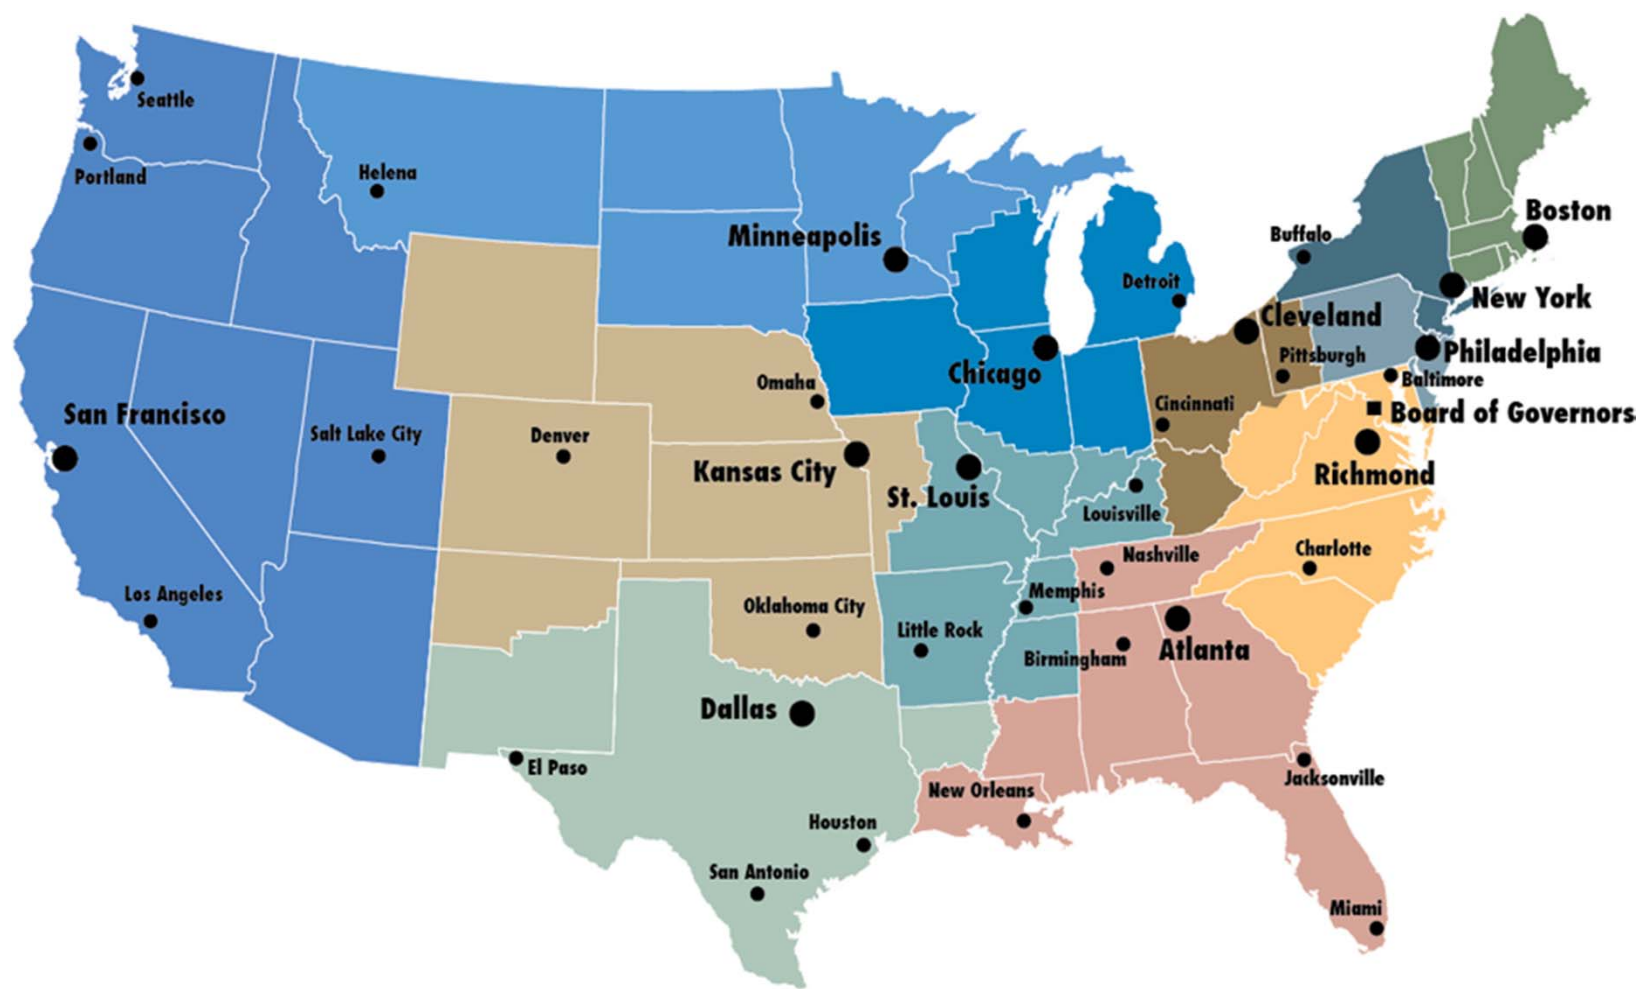 Seattle
Portland
Helena
Minneapolis
Boston
Buffalo
Detroit
New York
Cleveland
Chicago
Pittsburgh
Philadelphia
Baltimore
Omaha
Cincinnati
Board of Governors
San Francisco
Salt Lake City
Denver
Kansas City
St. Louis
Richmond
Louisville
Nashville
Charlotte
Los Angeles
Oklahoma City
Memphis
Little Rock
Birmingham
Atlanta
Dallas
El Paso
Jacksonville
New Orleans
Houston
San Antonio
Miami